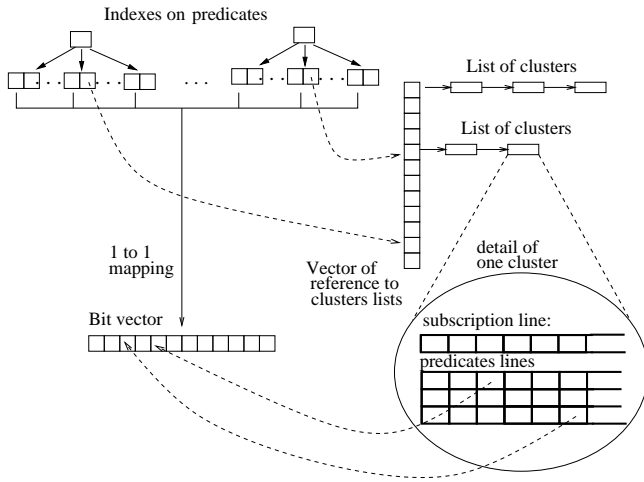 Indexes on predicates
. . . . . . . . . . . . . . .
List of clusters
List of clusters
1 to 1
mapping
Vector of
reference to
clusters lists
detail of
one cluster
Bit vector
subscription line:
predicates lines